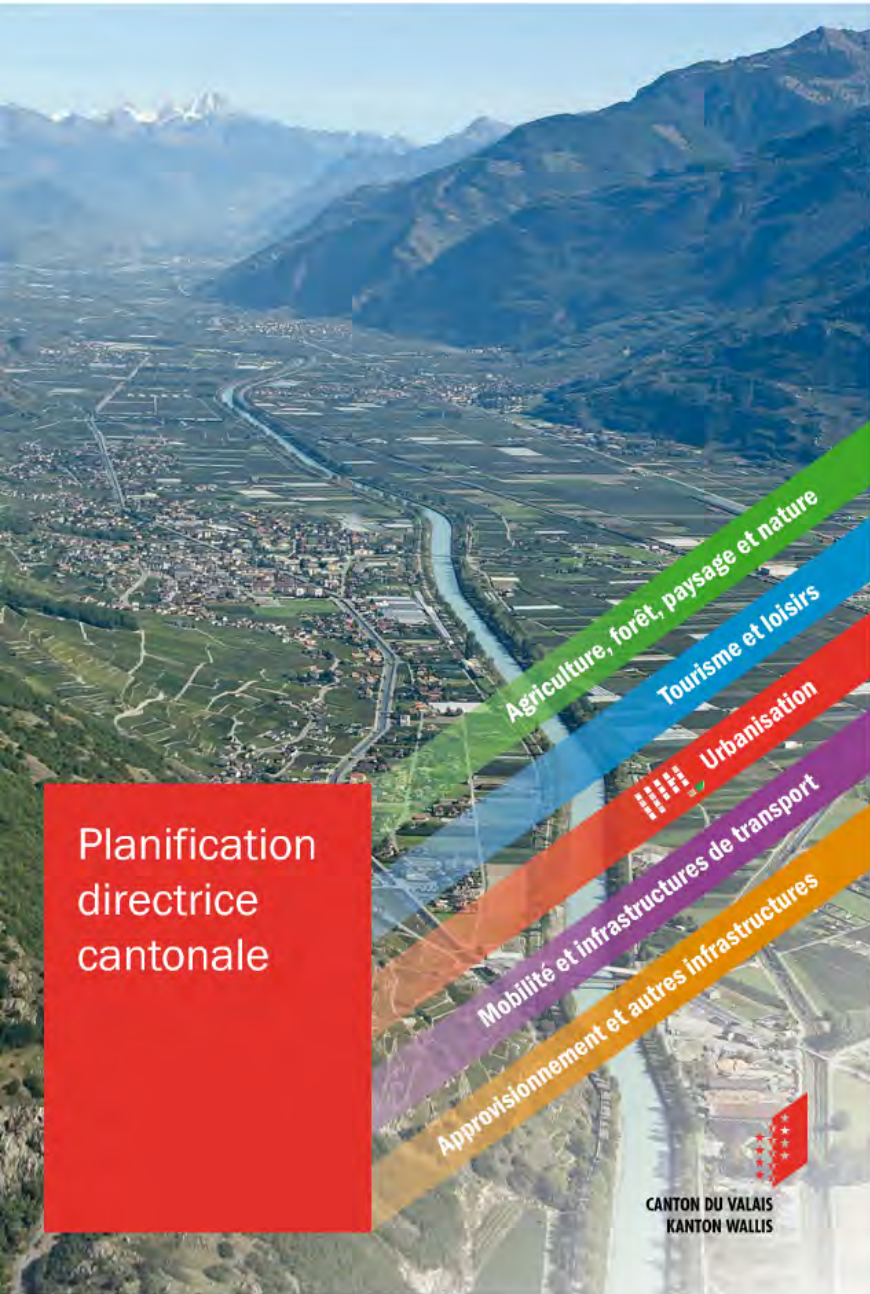 Agriculture, forêt, paysage et nature
Tourisme et loisirs
Urbanisation
Mobilité et infrastructures de transport
Approvisionnement et autres infrastructures
Planification
directrice
cantonale
CANTON DU VALAIS
KANTON WALLIS